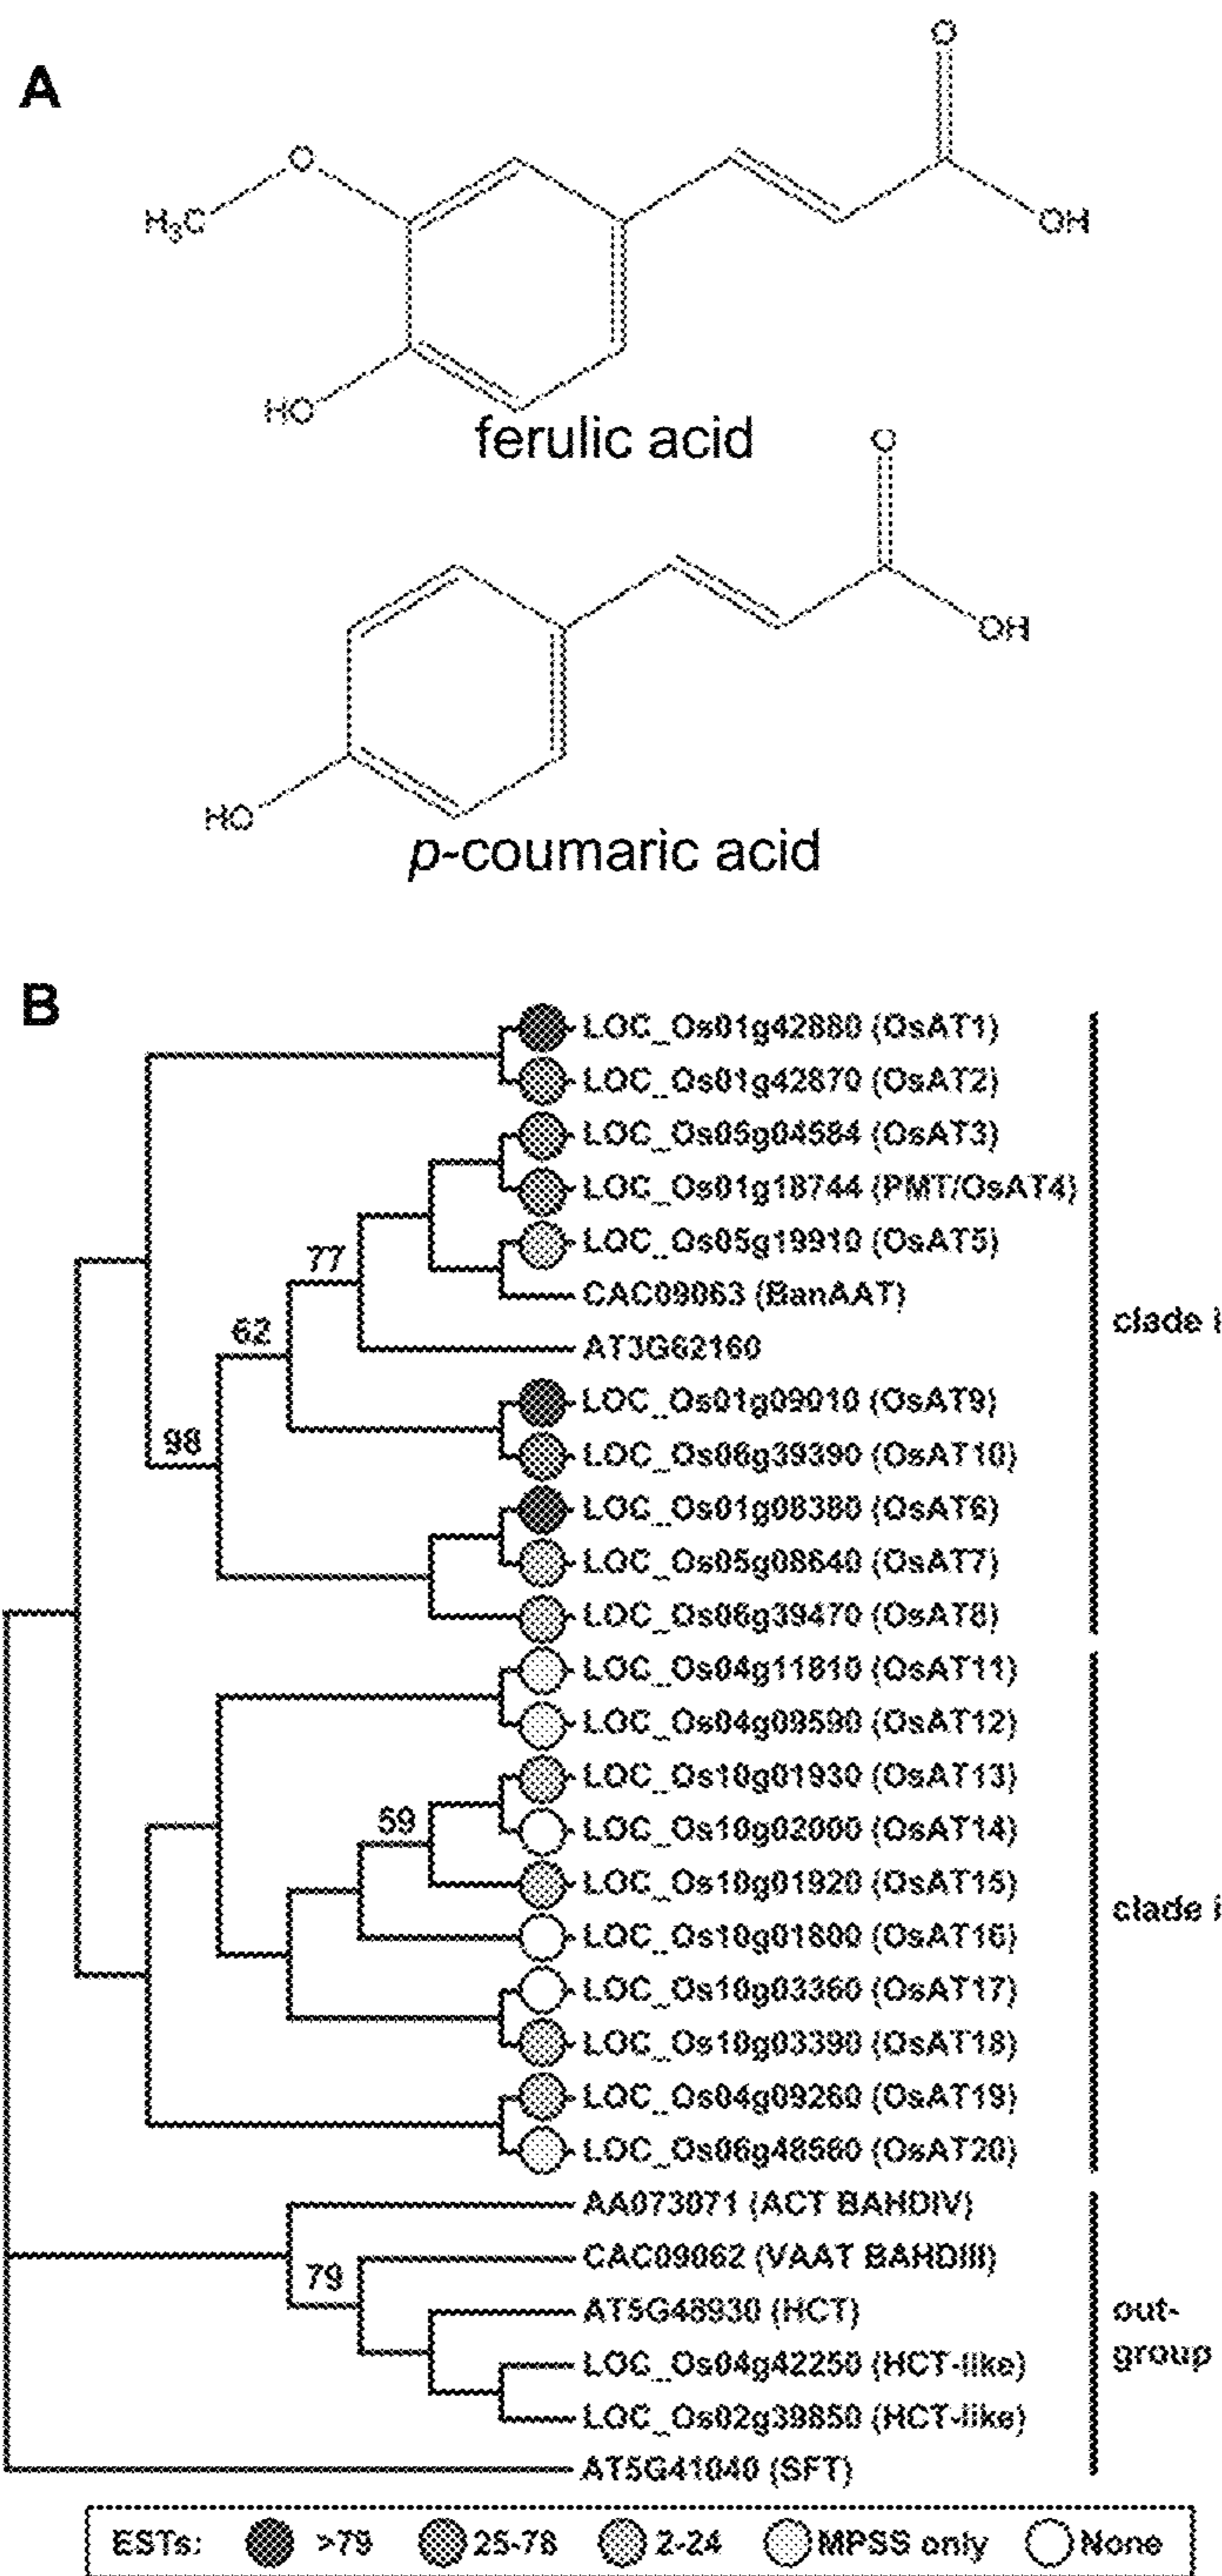 A
O
O
H3C
OH
HO
ferulic acid
O
OH
HO
p-coumaric acid
B
LOC_Os01g42880 (OsAT1)
LOC_Os01g42870 (OsAT2)
LOC_Os05g04584 (OsAT3)
LOC_Os01g18744 (PMT/OsAT4)
LOC_Os05g19910 (OsAT5)
77
CAC09063 (BanAAT)
clade i
62
AT3G62160
LOC_Os01g09010 (OsAT9)
98
LOC_Os06g39390 (OsAT10)
LOC_Os01g08380 (OsAT6)
LOC_Os05g08640 (OsAT7)
LOC_Os06g39470 (OsAT8)
LOC_Os04g11810 (OsAT11)
LOC_Os04g09590 (OsAT12)
LOC_Os10g01930 (OsAT13)
59
LOC_Os10g02000 (OsAT14)
LOC_Os10g01920 (OsAT15)
clade i
LOC_Os10g01800 (OsAT16)
LOC_Os10g03360 (OsAT17)
LOC_Os10g03390 (OsAT18)
LOC_Os04g09260 (OsAT19)
LOC_Os06g48560 (OsAT20)
AAO73071 (ACT BAHDIV)
CAC09062 (VAAT BAHDIII)
79
AT5G48930 (HCT)
out-
group
LOC_Os04g42250 (HCT-like)
LOC_Os02g39850 (HCT-like)
AT5G41040 (SFT)
ESTs: >79 25-78 2-24 MPSS only None